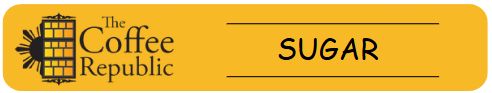 The
Coffee
Republic
SUGAR